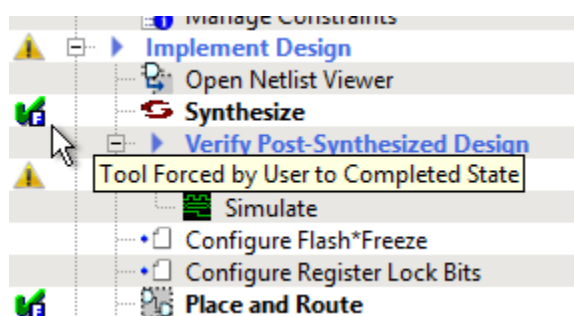 Manage Constraints
Implement Design
Open Netlist Viewer
Synthesize
Verify Post-Synthesized Design
Tool Forced by User to Completed State
Simulate
Configure Flash*Freeze
Configure Register Lock Bits
Place and Route